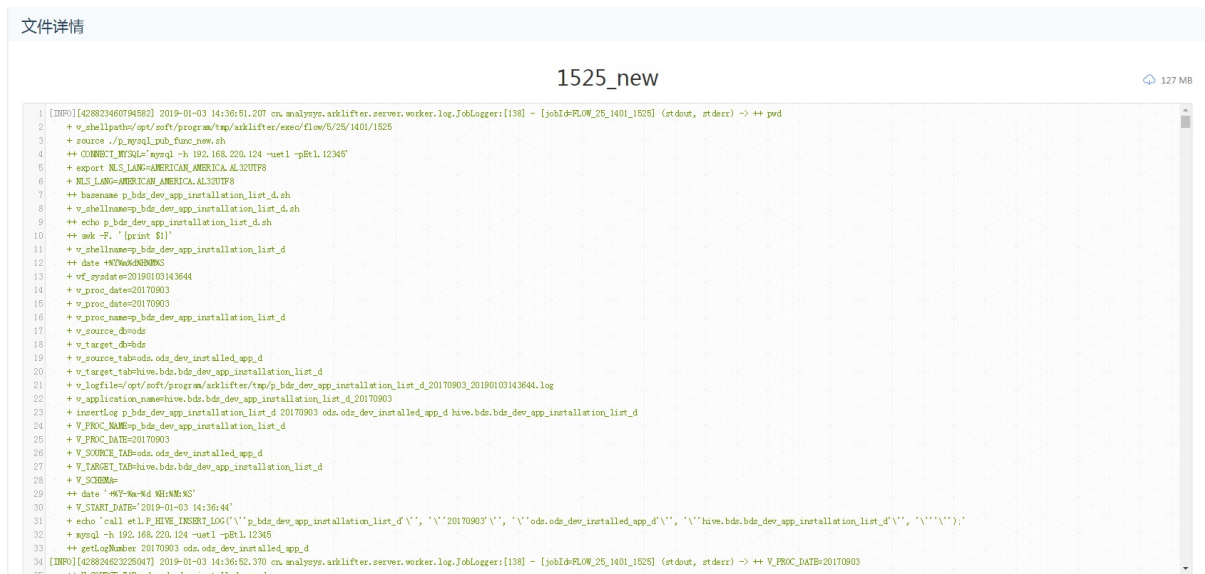 文件详情
1525_new
127 MB
1 [INFO][428823460794582] 2019-01-03 14:36:51.207 cn.analysys.arklifter.server.worker.log.JobLogger:[138] - [jobId=FLOW_25_1401_1525] (stdout, stderr) -> ++ pwd
2 + v_shellpath=/opt/soft/program/tmp/arklifter/exec/flow/5/25/1401/1525
3 + source ./p_mysql_pub_func_new.sh
4 ++ CONNECT_MYSQL='mysql -h 192.168.220.124 -uetl -pEtl.12345'
5 + export NLS_LANG=AMERICAN_AMERICA.AL32UTF8
6 + NLS_LANG=AMERICAN_AMERICA.AL32UTF8
7 ++ basename p_bds_dev_app_installation_list_d.sh
8 + v_shellname=p_bds_dev_app_installation_list_d.sh
9 ++ echo p_bds_dev_app_installation_list_d.sh
10 ++ awk -F. '{print $1}'
11 + v_shellname=p_bds_dev_app_installation_list_d
12 ++ date +%Y%m%d%H%M%S
13 + vf_sysdate=20190103143644
14 + v_proc_date=20170903
15 + v_proc_date=20170903
16 + v_proc_name=p_bds_dev_app_installation_list_d
17 + v_source_db=ods
18 + v_target_db=bds
19 + v_source_tab=ods.ods_dev_installed_app_d
20 + v_target_tab=hive.bds.bds_dev_app_installation_list_d
21 + v_logfile=/opt/soft/program/arklifter/tmp/p_bds_dev_app_installation_list_d_20170903_20190103143644.log
22 + v_application_name=hive.bds.bds_dev_app_installation_list_d_20170903
23 + insertLog p_bds_dev_app_installation_list_d 20170903 ods.ods_dev_installed_app_d hive.bds.bds_dev_app_installation_list_d
24 + V_PROC_NAME=p_bds_dev_app_installation_list_d
25 + V_PROC_DATE=20170903
26 + V_SOURCE_TAB=ods.ods_dev_installed_app_d
27 + V_TARGET_TAB=hive.bds.bds_dev_app_installation_list_d
28 + V_SCHEMA=
29 ++ date '+%Y-%m-%d %H:%M:%S'
30 + V_START_DATE='2019-01-03 14:36:44'
31 + echo 'call etl.P_HIVE_INSERT_LOG('\''p_bds_dev_app_installation_list_d'\'', '\''20170903'\'', '\''ods.ods_dev_installed_app_d'\'', '\''hive.bds.bds_dev_app_installation_list_d'\'', '\'''\'');'
32 + mysql -h 192.168.220.124 -uetl -pEtl.12345
33 ++ getLogNumber 20170903 ods.ods_dev_installed_app_d
34 [INFO][428824623225047] 2019-01-03 14:36:52.370 cn.analysys.arklifter.server.worker.log.JobLogger:[138] - [jobId=FLOW_25_1401_1525] (stdout, stderr) -> ++ V_PROC_DATE=20170903